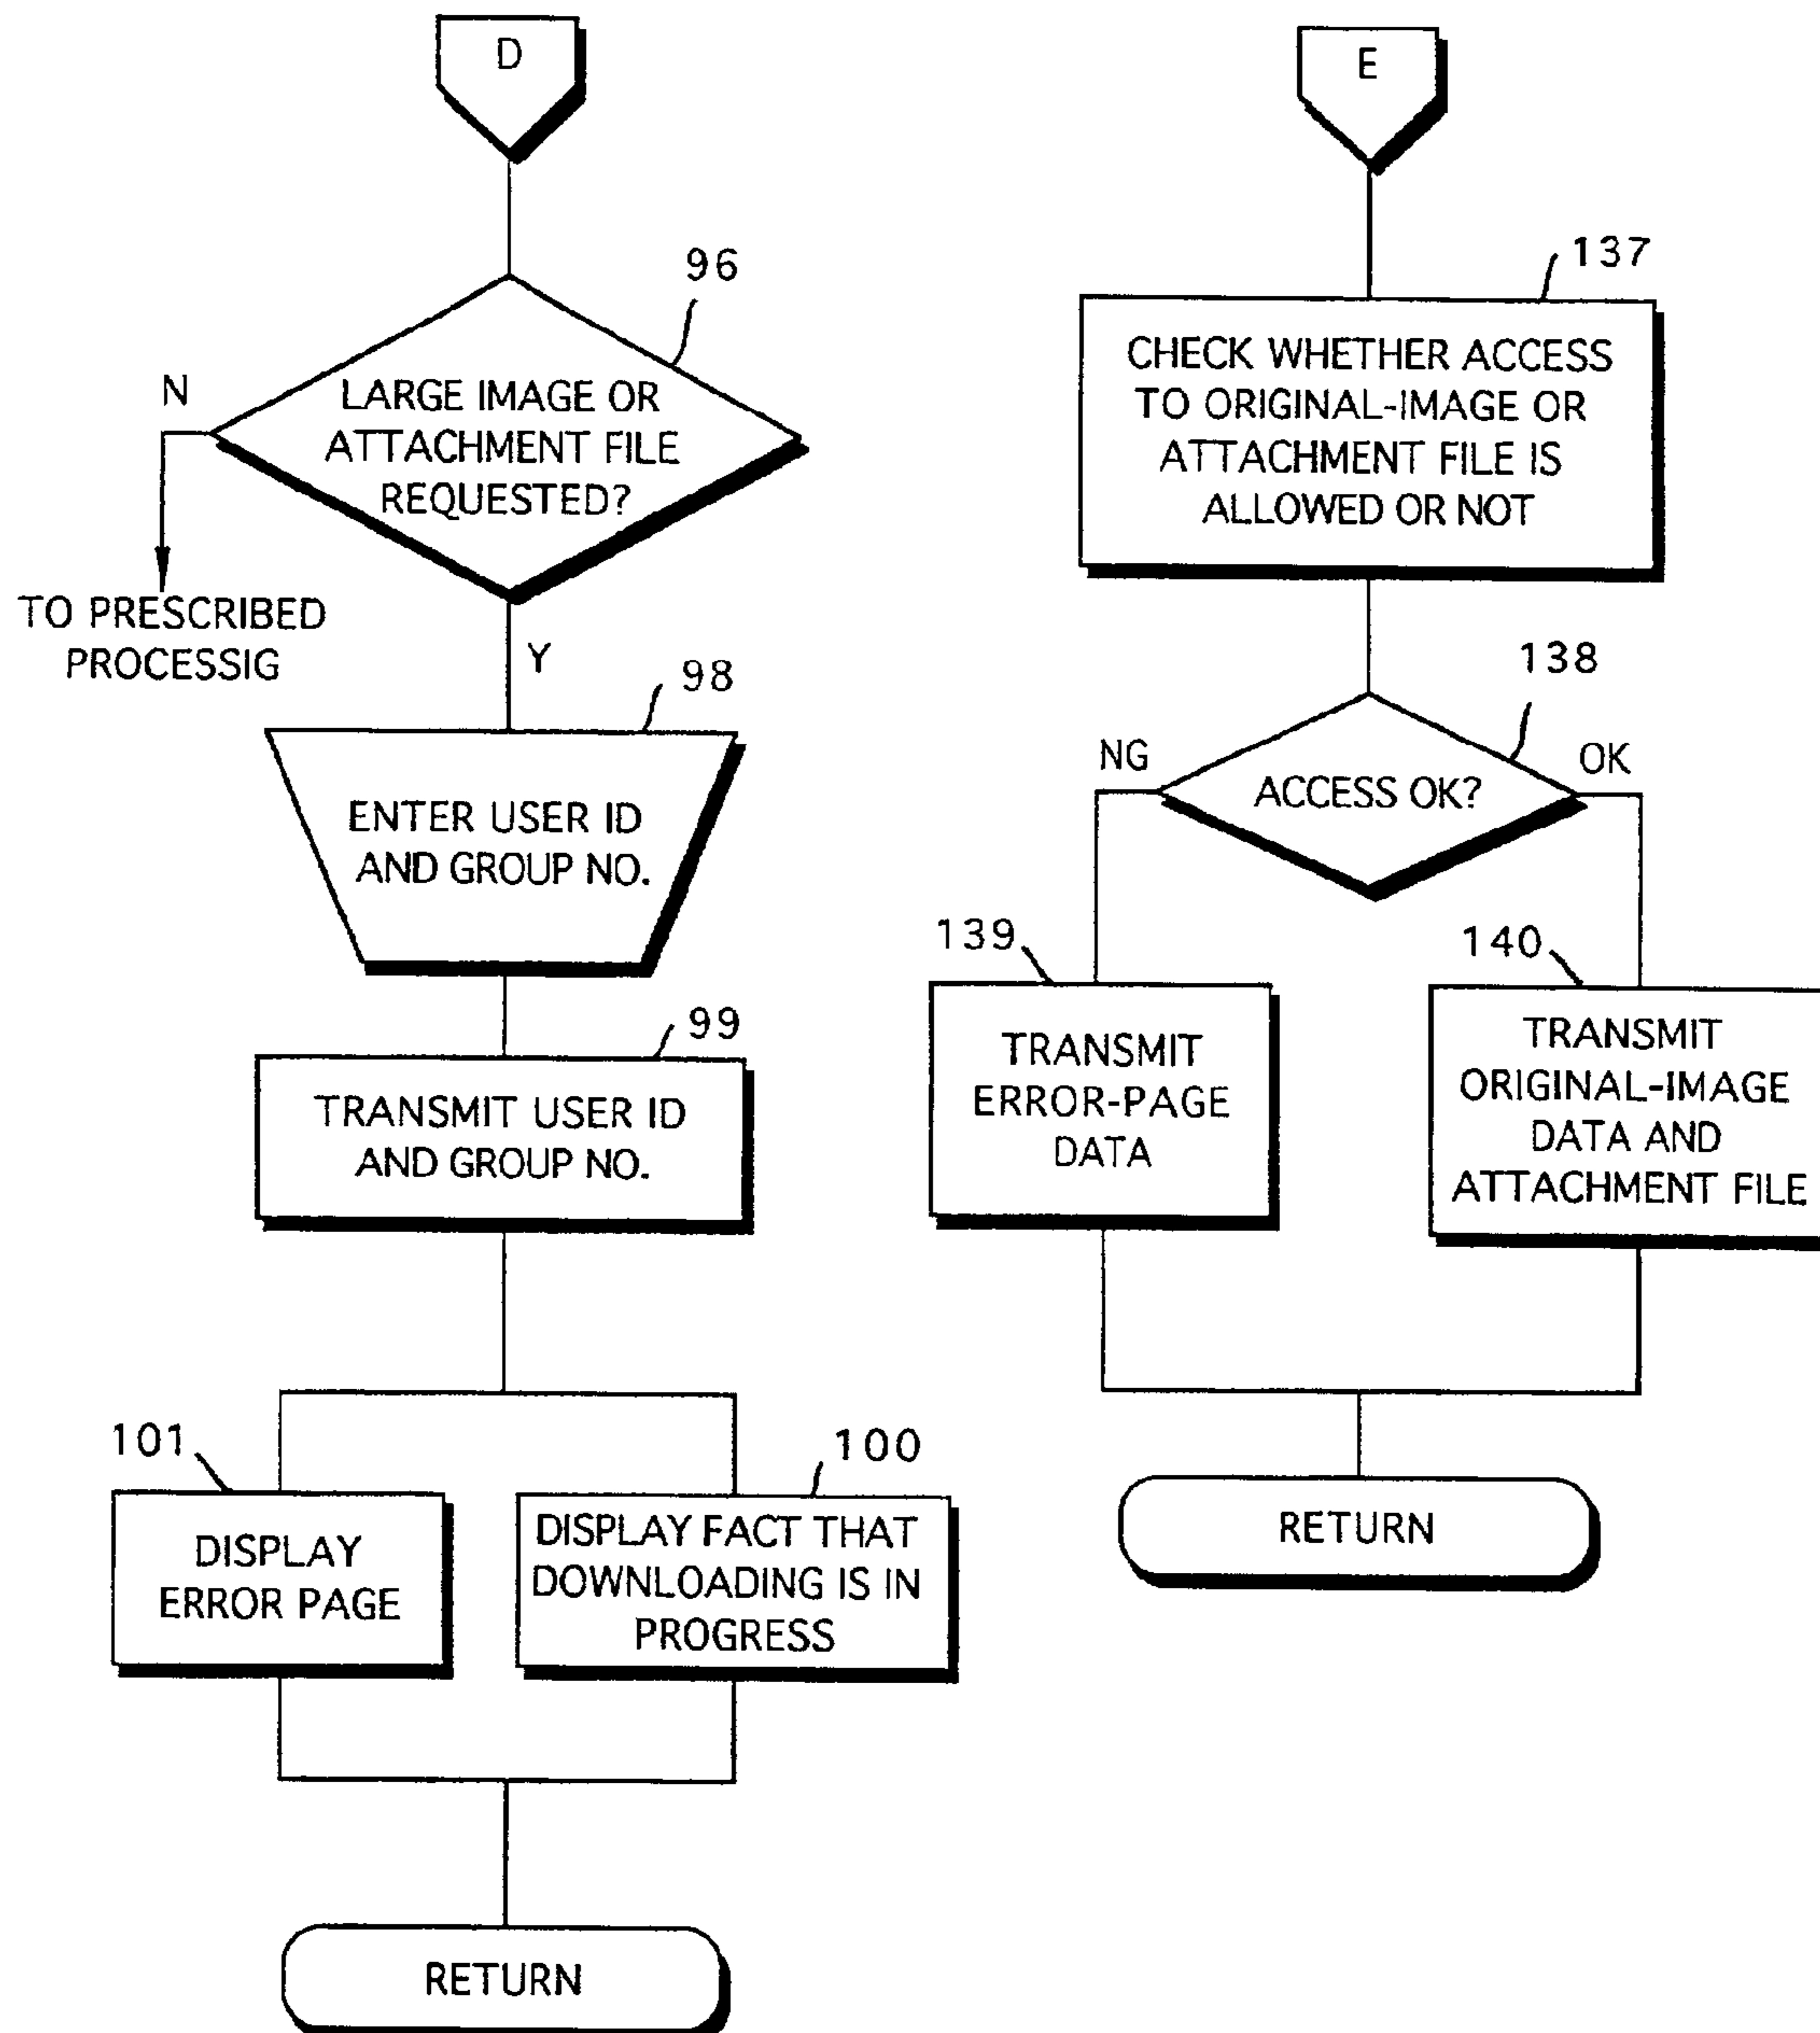 D
96
LARGE IMAGE OR
ATTACHMENT FILE
REQUESTED?
N
TO PRESCRIBED
PROCESSIG
Y
98
ENTER USER ID
AND GROUP NO.
99
TRANSMIT USER ID
AND GROUP NO.
101
DISPLAY
ERROR PAGE
100
DISPLAY FACT THAT
DOWNLOADING IS IN
PROGRESS
RETURN
E
137
CHECK WHETHER ACCESS
TO ORIGINAL-IMAGE OR
ATTACHMENT FILE IS
ALLOWED OR NOT
138
NG
ACCESS OK?
OK
139
TRANSMIT
ERROR-PAGE
DATA
140
TRANSMIT
ORIGINAL-IMAGE
DATA AND
ATTACHMENT FILE
RETURN